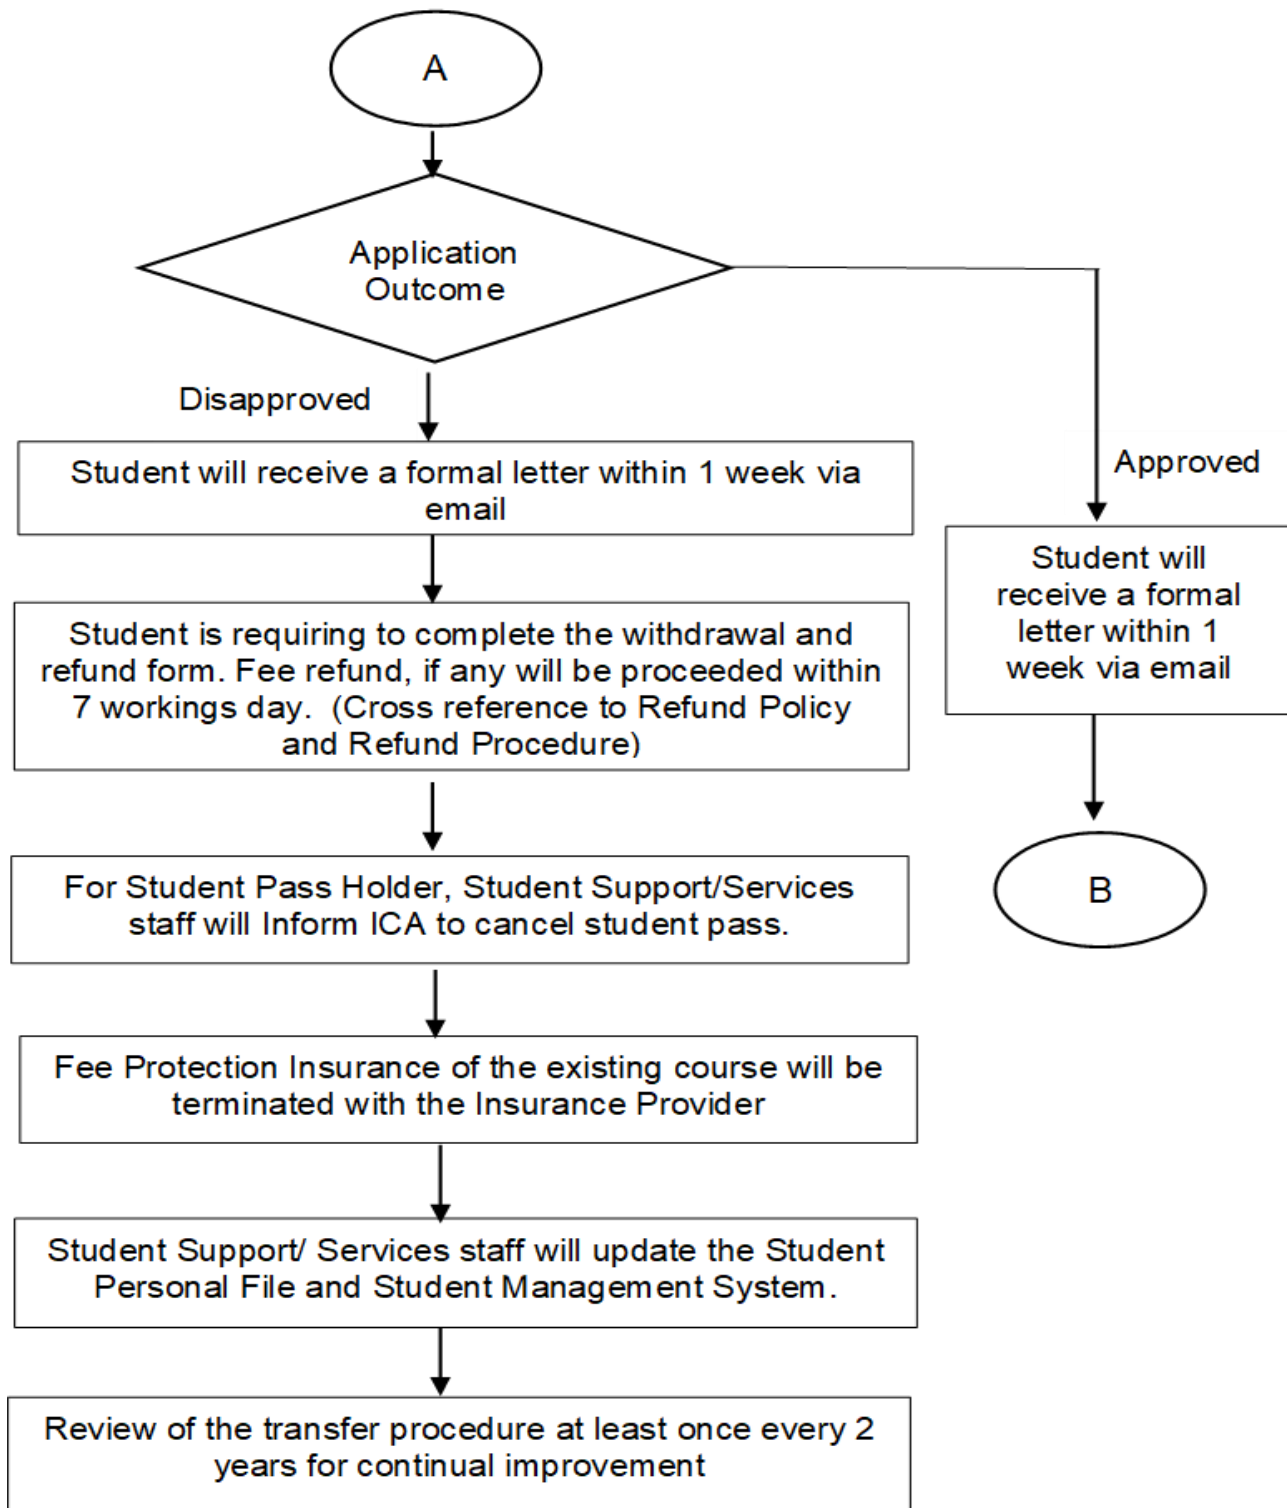 A
Application
Outcome
Disapproved
Student will receive a formal letter within 1 week via
email
Student is requiring to complete the withdrawal and
refund form. Fee refund, if any will be proceeded within
7 workings day.  (Cross reference to Refund Policy
and Refund Procedure)
For Student Pass Holder, Student Support/Services
staff will Inform ICA to cancel student pass.
Fee Protection Insurance of the existing course will be
terminated with the Insurance Provider
Student Support/ Services staff will update the Student
Personal File and Student Management System.
Review of the transfer procedure at least once every 2
years for continual improvement
Approved
Student will
receive a formal
letter within 1
week via email
B